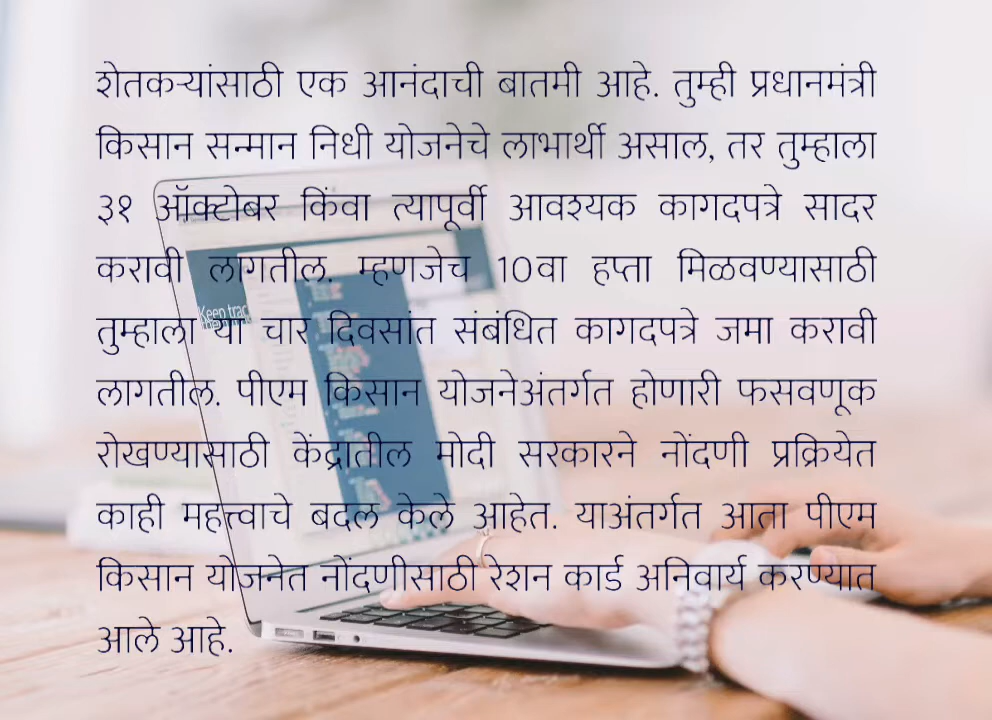 शेतकऱ्यांसाठी एक आनंदाची बातमी आहे. तुम्ही प्रधानमंत्री
किसान सन्मान निधी योजनेचे लाभार्थी असाल, तर तुम्हाला
३१ ऑक्टोबर किंवा त्यापूर्वी आवश्यक कागदपत्रे सादर
करावी लागतील. म्हणजेच 10वा हप्ता मिळवण्यासाठी
तुम्हाला या चार दिवसांत संबंधित कागदपत्रे जमा करावी
लागतील. पीएम किसान योजनेअंतर्गत होणारी फसवणूक
रोखण्यासाठी केंद्रातील मोदी सरकारने नोंदणी प्रक्रियेत
काही महत्त्वाचे बदल केले आहेत. याअंतर्गत आता पीएम
किसान योजनेत नोंदणीसाठी रेशन कार्ड अनिवार्य करण्यात
आले आहे.
Keep trac